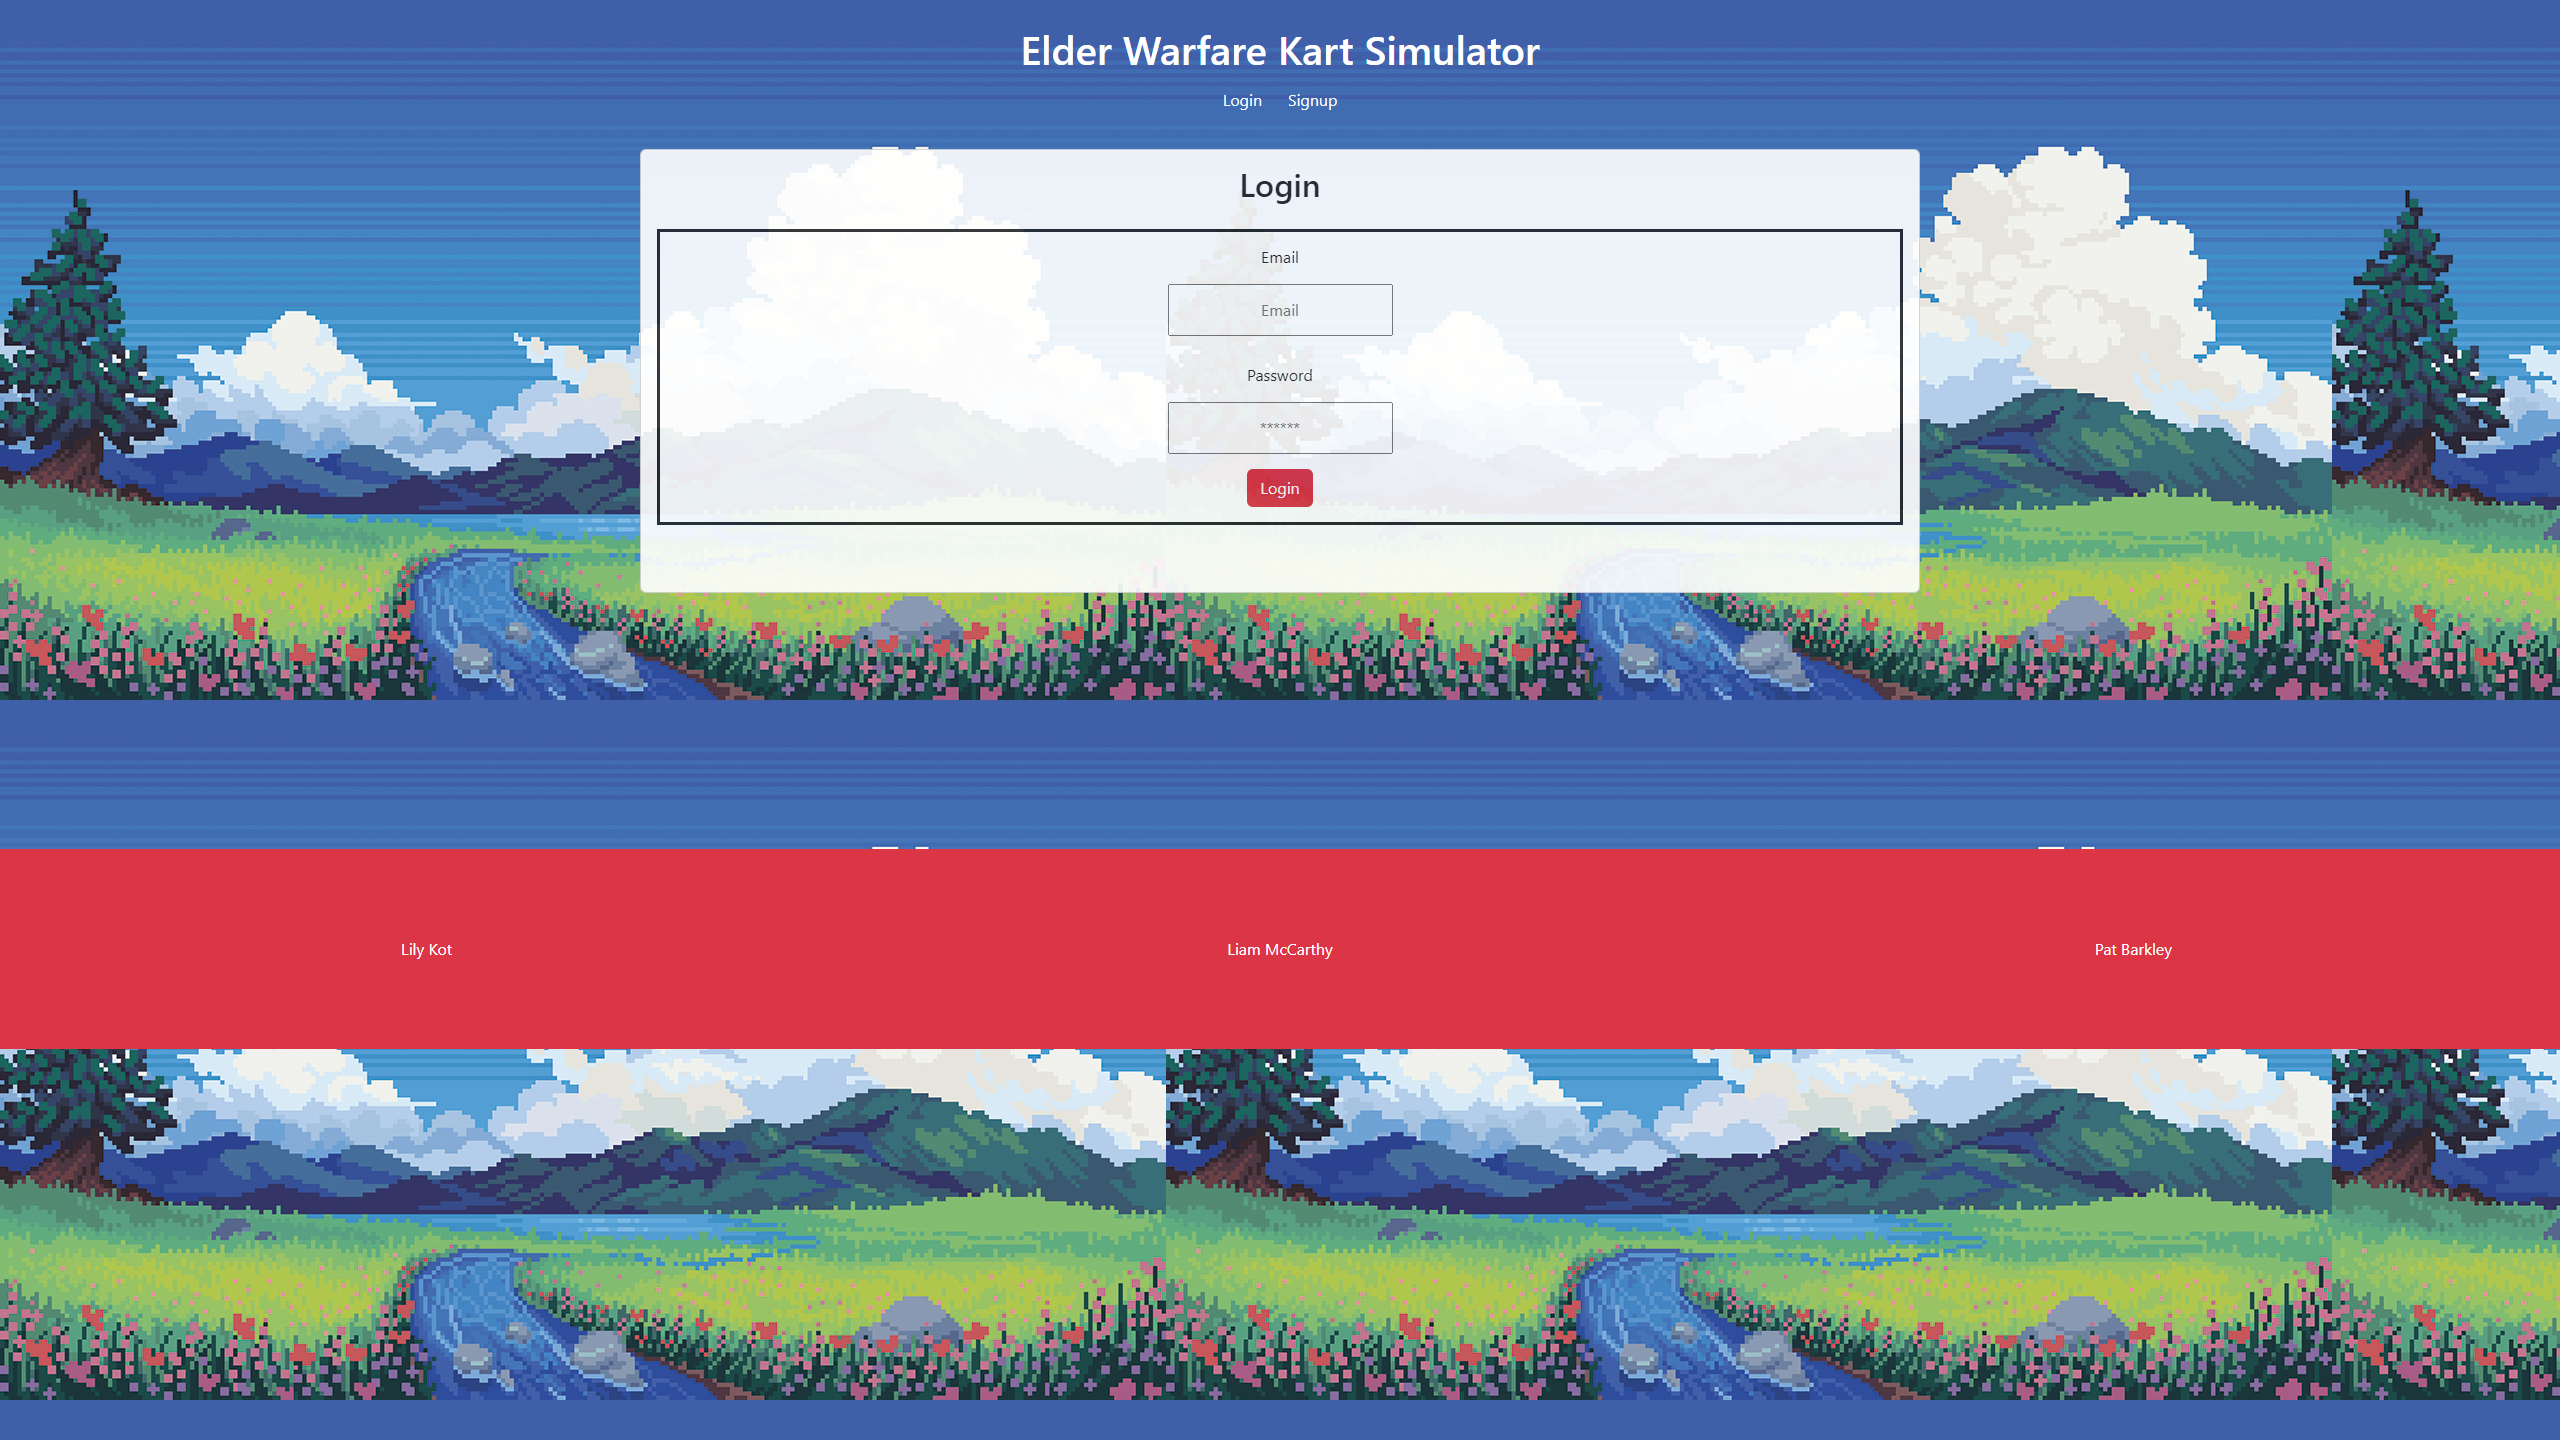 Elder Warfare Kart Simulator
Login Signup
Login
Email
Email
Password
******
Login
Lily Kot Liam McCarthy Pat Barkley